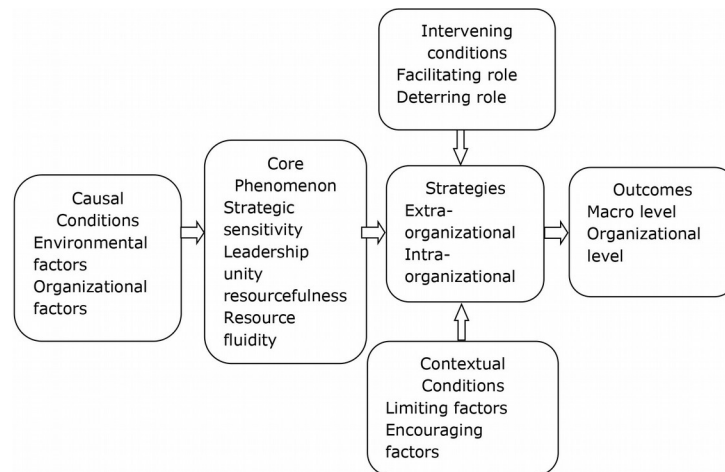 Intervening
conditions
Facilitating role
Deterring role
Causal
Conditions
Environmental
factors
Organizational
factors
Core
Phenomenon
Strategic
sensitivity
Leadership
unity
resourcefulness
Resource
fluidity
Strategies
Extra-
organizational
Intra-
organizational
Outcomes
Macro level
Organizational
level
Contextual
Conditions
Limiting factors
Encouraging
factors